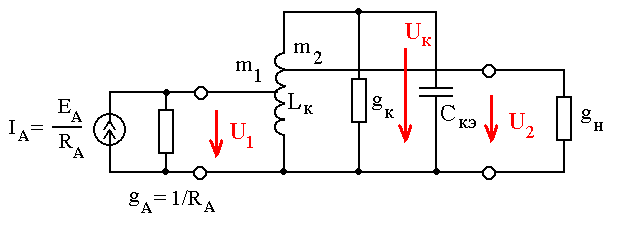 I_A = E_A / R_A
g_A = 1/R_A
U_1
m_1
m_2
L_К
g_К
U_К
C_КЭ
U_2
g_Н